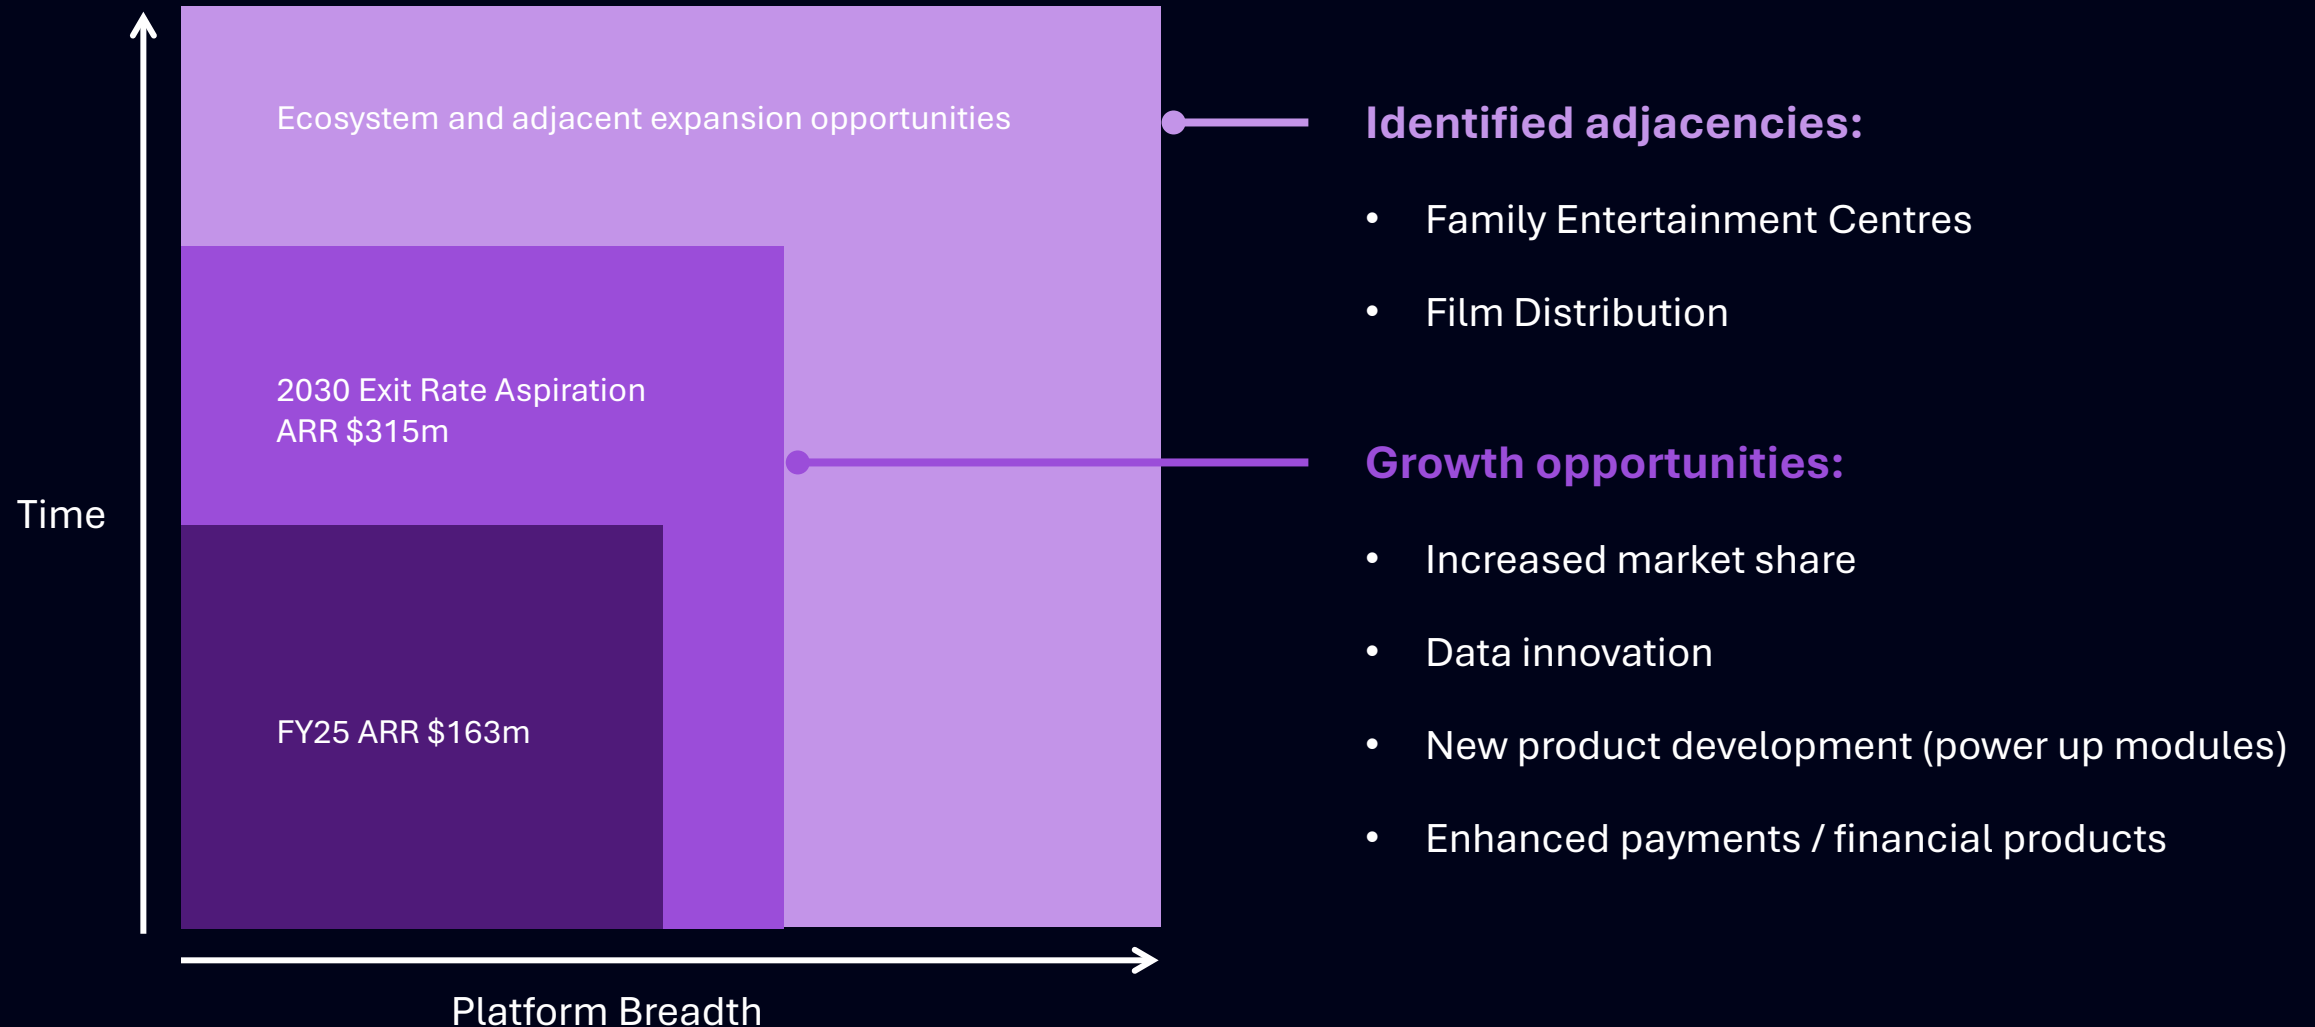 Ecosystem and adjacent expansion opportunities
2030 Exit Rate Aspiration
ARR $315m
FY25 ARR $163m
Time
Platform Breadth
Identified adjacencies:
• Family Entertainment Centres
• Film Distribution
Growth opportunities:
• Increased market share
• Data innovation
• New product development (power up modules)
• Enhanced payments / financial products